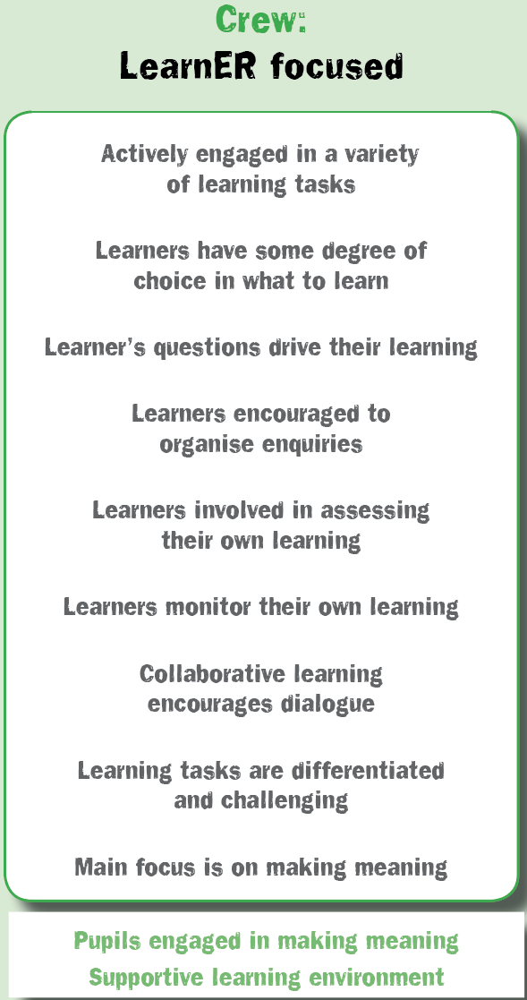 Crew:
LearnER focused
Actively engaged in a variety
of learning tasks
Learners have some degree of
choice in what to learn
Learner’s questions drive their learning
Learners encouraged to
organise enquiries
Learners involved in assessing
their own learning
Learners monitor their own learning
Collaborative learning
encourages dialogue
Learning tasks are differentiated
and challenging
Main focus is on making meaning
Pupils engaged in making meaning
Supportive learning environment